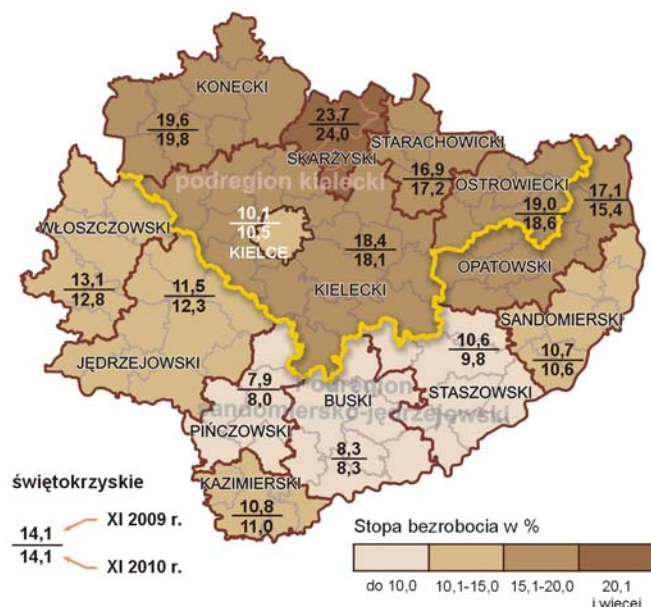 KONECKI
19,6
19,8
23,7
24,0
SKARŻYSKI
STARACHOWICKI
16,9
17,2
OSTROWIECKI
19,0
18,6
17,1
15,4
podregion kielecki
WŁOSZCZOWSKI
10,1
10,5
KIELCE
18,4
18,1
KIELECKI
OPATOWSKI
13,1
12,8
11,5
12,3
JĘDRZEJOWSKI
SANDOMIERSKI
10,7
10,6
10,6
9,8
STASZOWSKI
7,9
8,0
PIŃCZOWSKI
Podregion
sandomiersko-jędrzejowski
BUSKI
8,3
8,3
KAZIMIERSKI
10,8
11,0
świętokrzyskie
14,1
14,1
XI 2009 r.
XI 2010 r.
Stopa bezrobocia w %
do 10,0 10,1-15,0 15,1-20,0 20,1
i więcej